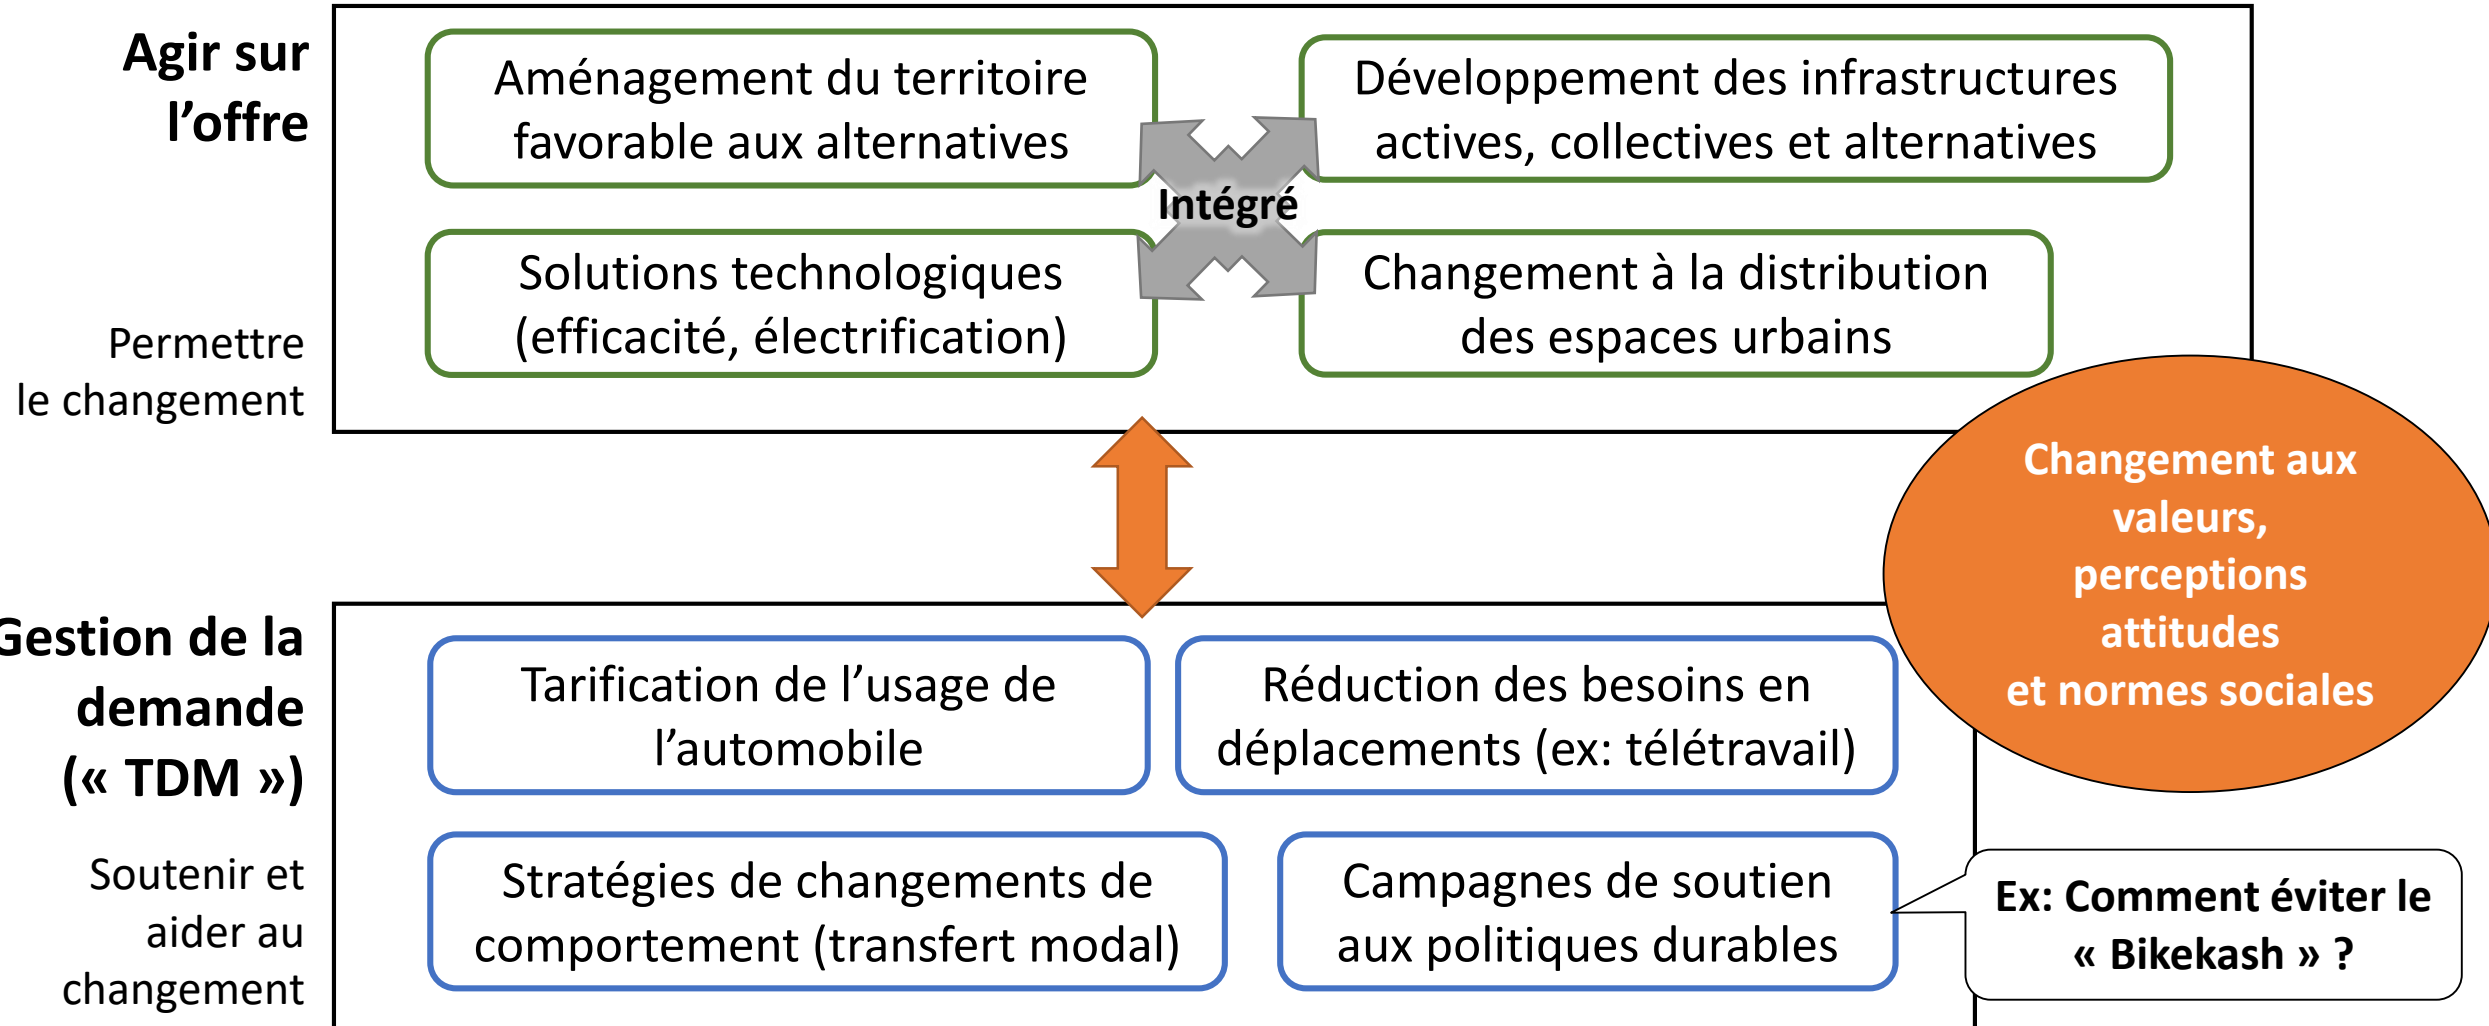 Agir sur
l’offre
Permettre
le changement
Aménagement du territoire
favorable aux alternatives
Développement des infrastructures
actives, collectives et alternatives
Intégré
Solutions technologiques
(efficacité, électrification)
Changement à la distribution
des espaces urbains
Changement aux
valeurs,
perceptions
attitudes
et normes sociales
Gestion de la
demande
(« TDM »)
Soutenir et
aider au
changement
Tarification de l’usage de
l’automobile
Réduction des besoins en
déplacements (ex: télétravail)
Stratégies de changements de
comportement (transfert modal)
Campagnes de soutien
aux politiques durables
Ex: Comment éviter le
« Bikekash » ?